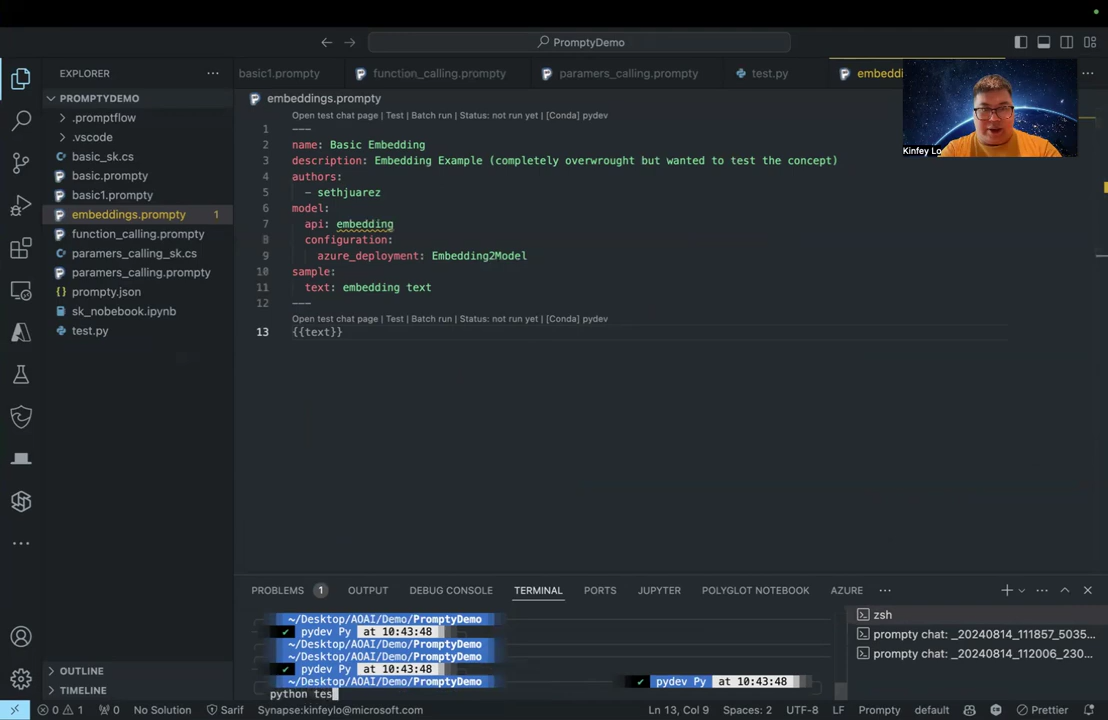 PromptyDemo
EXPLORER
PROMPTYDEMO
.promptflow
.vscode
basic_sk.cs
basic.prompty
basic1.prompty
embeddings.prompty 1
function_calling.prompty
paramers_calling_sk.cs
paramers_calling.prompty
prompty.json
sk_nobebook.ipynb
test.py
OUTLINE
TIMELINE
basic1.prompty function_calling.prompty paramers_calling.prompty test.py
embeddings.prompty
Open test chat page | Test | Batch run | Status: not run yet | [Conda] pydev
1 ---
2 name: Basic Embedding
3 description: Embedding Example (completely overwrought but wanted to test the concept)
4 authors:
5 - sethjuarez
6 model:
7 api: embedding
8 configuration:
9 azure_deployment: Embedding2Model
10 sample:
11 text: embedding text
12 ---
Open test chat page | Test | Batch run | Status: not run yet | [Conda] pydev
13 {{text}}
PROBLEMS 1 OUTPUT DEBUG CONSOLE TERMINAL PORTS JUPYTER POLYGLOT NOTEBOOK AZURE
~/Desktop/AOAI/Demo/PromptyDemo
✔ pydev Py at 10:43:48
~/Desktop/AOAI/Demo/PromptyDemo
~/Desktop/AOAI/Demo/PromptyDemo
✔ pydev Py at 10:43:48
~/Desktop/AOAI/Demo/PromptyDemo ✔ pydev Py at 10:43:48
python tes
zsh
prompty chat: _20240814_111857_5035...
prompty chat: _20240814_112006_230...
0 1 0 No Solution Sarif Synapse:kinfeylo@microsoft.com Ln 13, Col 9 Spaces: 2 UTF-8 LF Prompty default Prettier